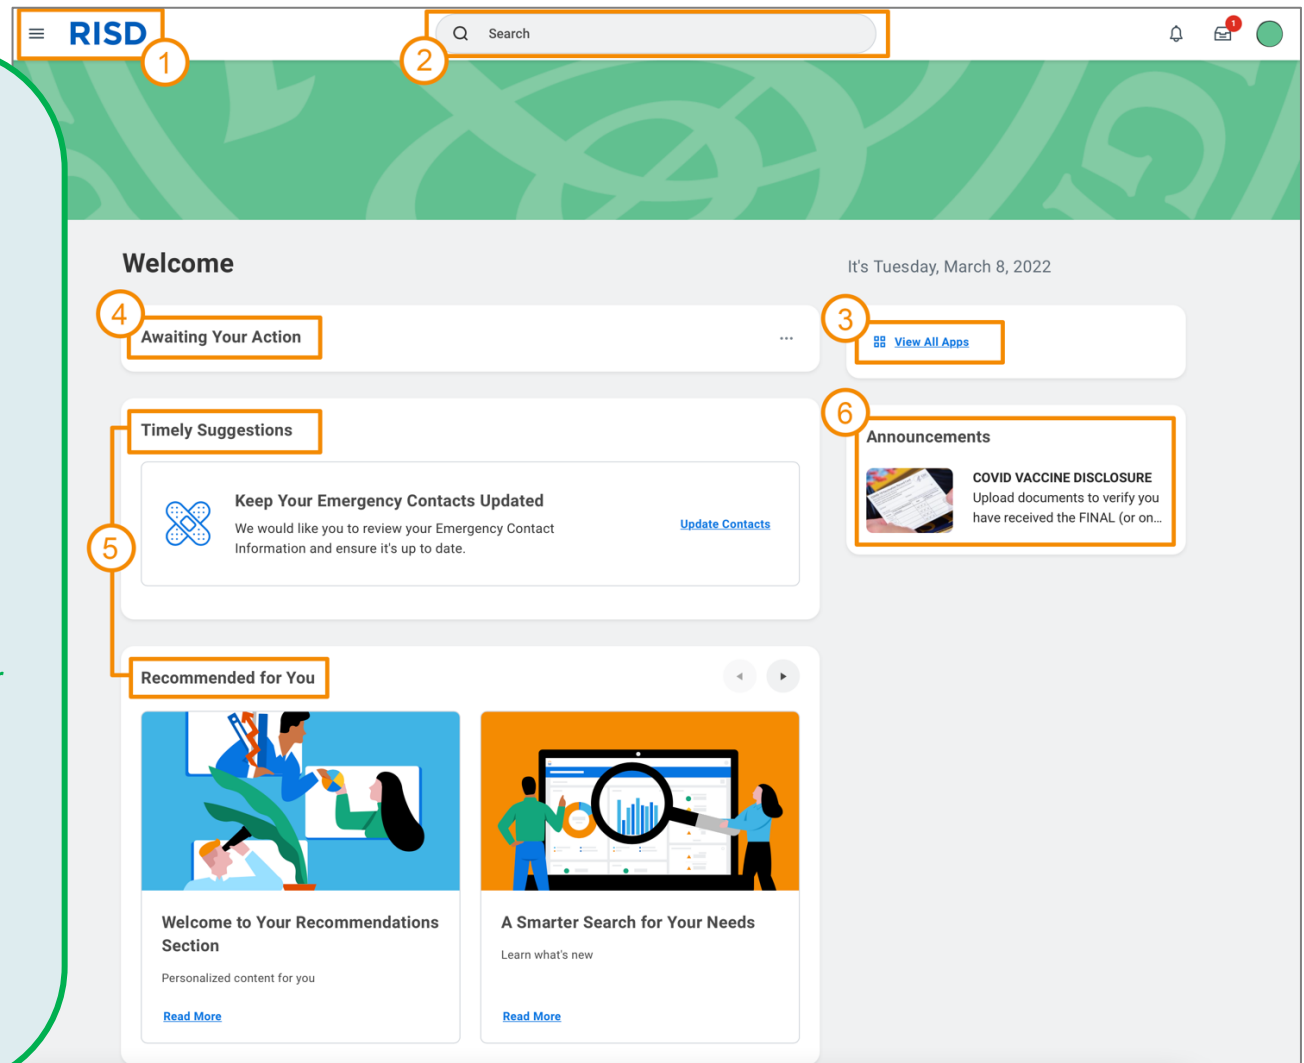 RISD
1
Search
2
1
Welcome
It's Tuesday, March 8, 2022
4
Awaiting Your Action
3
View All Apps
5
Timely Suggestions
Keep Your Emergency Contacts Updated
We would like you to review your Emergency Contact
Information and ensure it's up to date.
Update Contacts
6
Announcements
COVID VACCINE DISCLOSURE
Upload documents to verify you
have received the FINAL (or on...
Recommended for You
Welcome to Your Recommendations
Section
Personalized content for you
Read More
A Smarter Search for Your Needs
Learn what's new
Read More